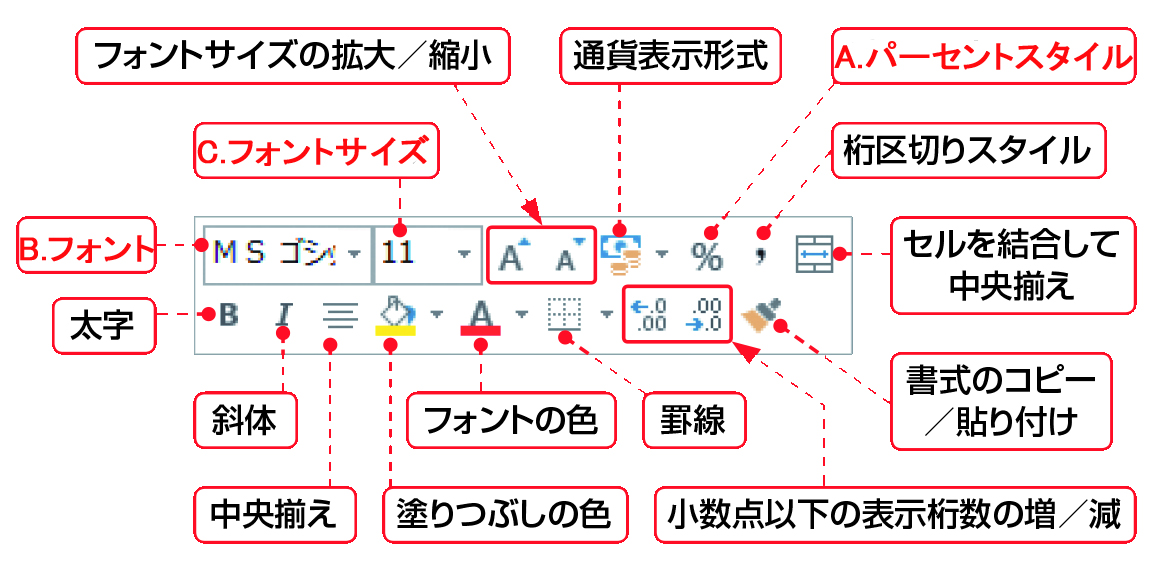 フォントサイズの拡大／縮小
通貨表示形式
A.パーセントスタイル
C.フォントサイズ
桁区切りスタイル
B.フォント
ＭＳ ゴシッ
11
A A
%
,
セルを結合して
中央揃え
太字
B I
A
←.0
.00
.00
→.0
斜体
フォントの色
罫線
書式のコピー
／貼り付け
中央揃え
塗りつぶしの色
小数点以下の表示桁数の増／減